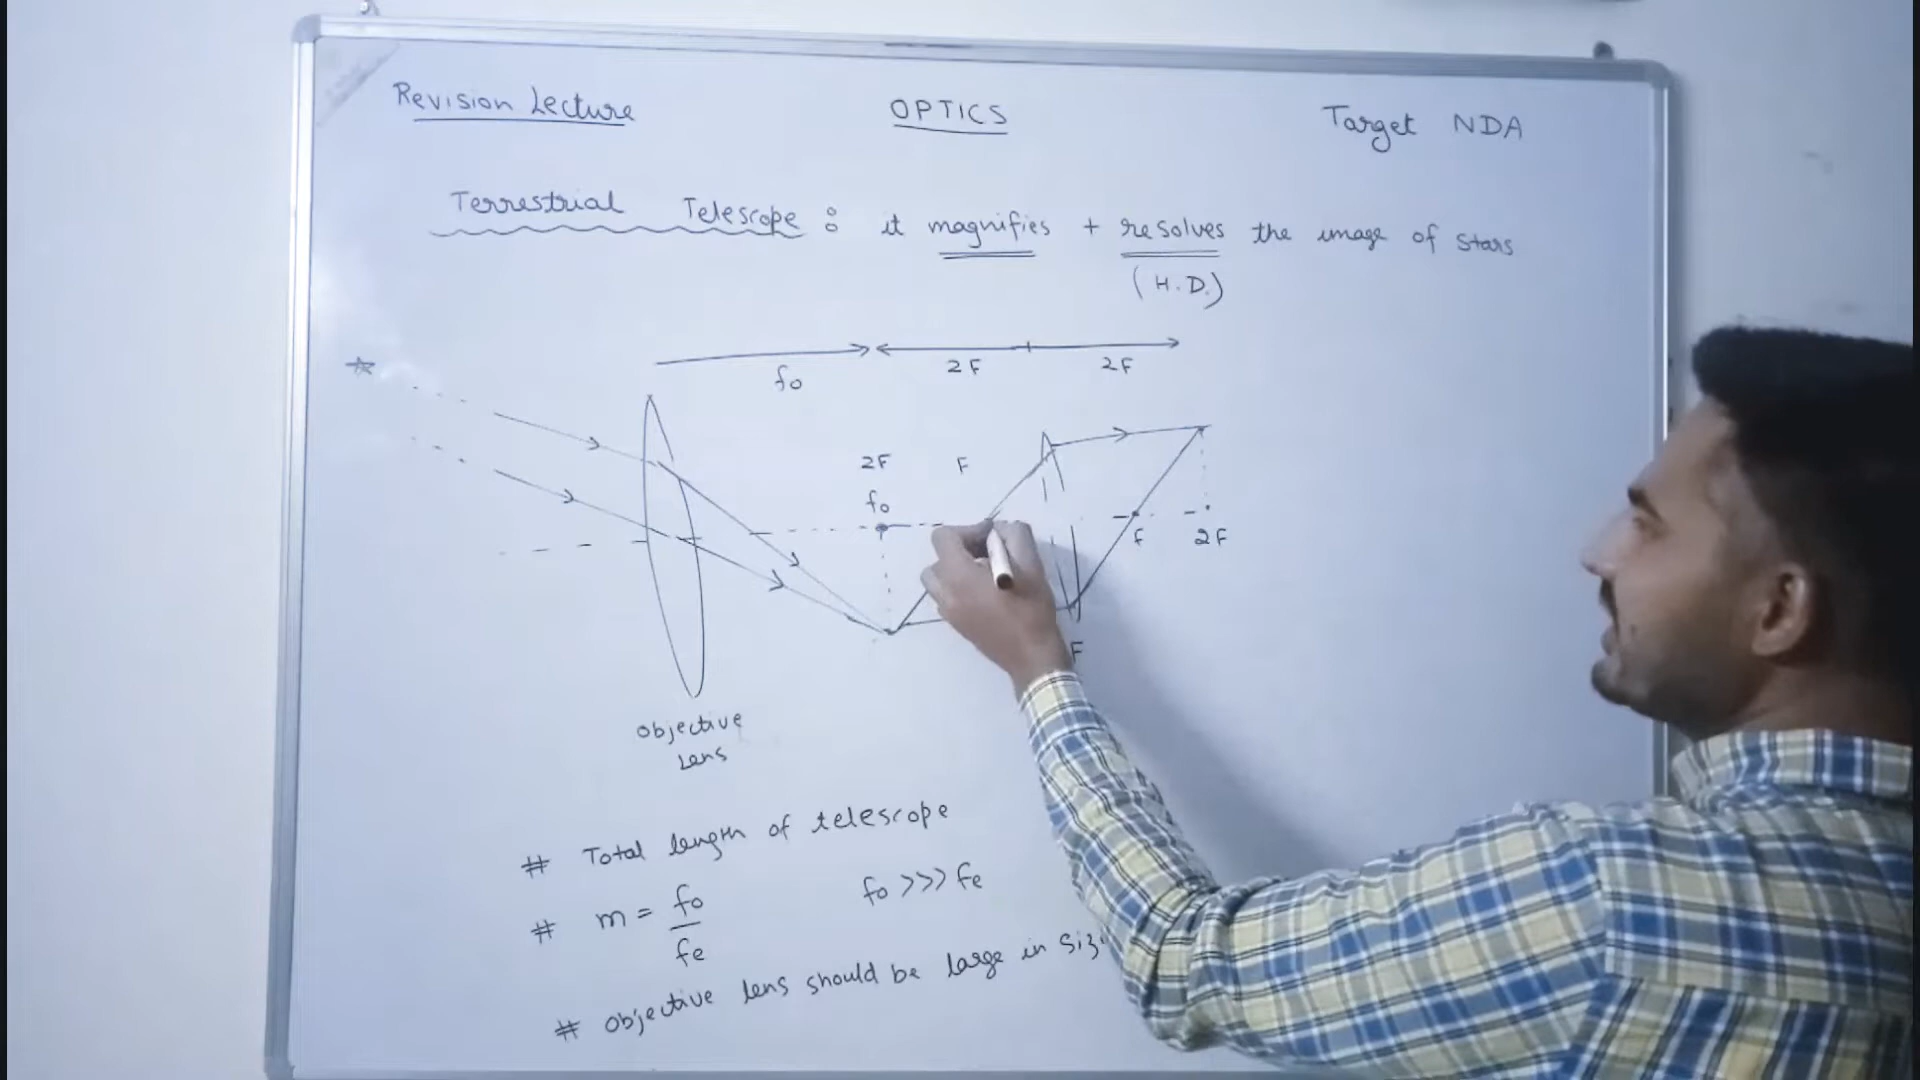 Revision Lecture
OPTICS
Target NDA
Terrestrial Telescope : it magnifies + resolves the image of stars
(H.D.)
fo
2F
2F
2F
F
fo
f
2F
F
Objective
Lens
# Total length of telescope
# m = fo/fe
fo >>> fe
# Objective lens should be large in